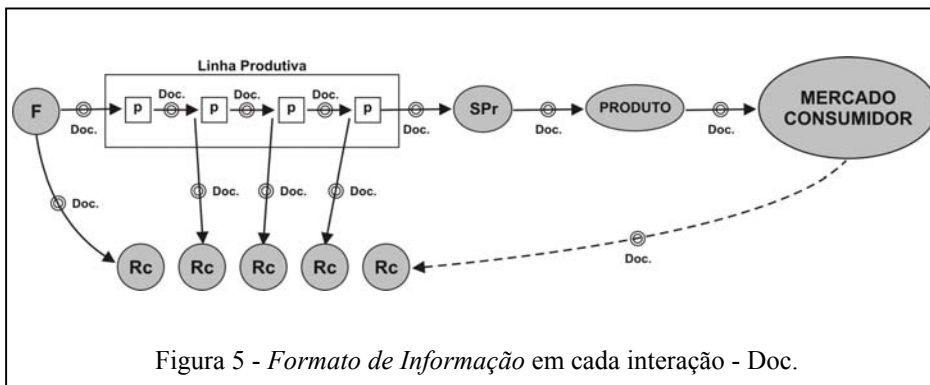 Linha Produtiva
F
Doc.
p
Doc.
p
Doc.
p
Doc.
p
Doc.
SPr
Doc.
PRODUTO
Doc.
MERCADO
CONSUMIDOR
Doc.
Doc.
Doc.
Doc.
Doc.
Rc
Rc
Rc
Rc
Rc
Figura 5 - Formato de Informação em cada interação - Doc.